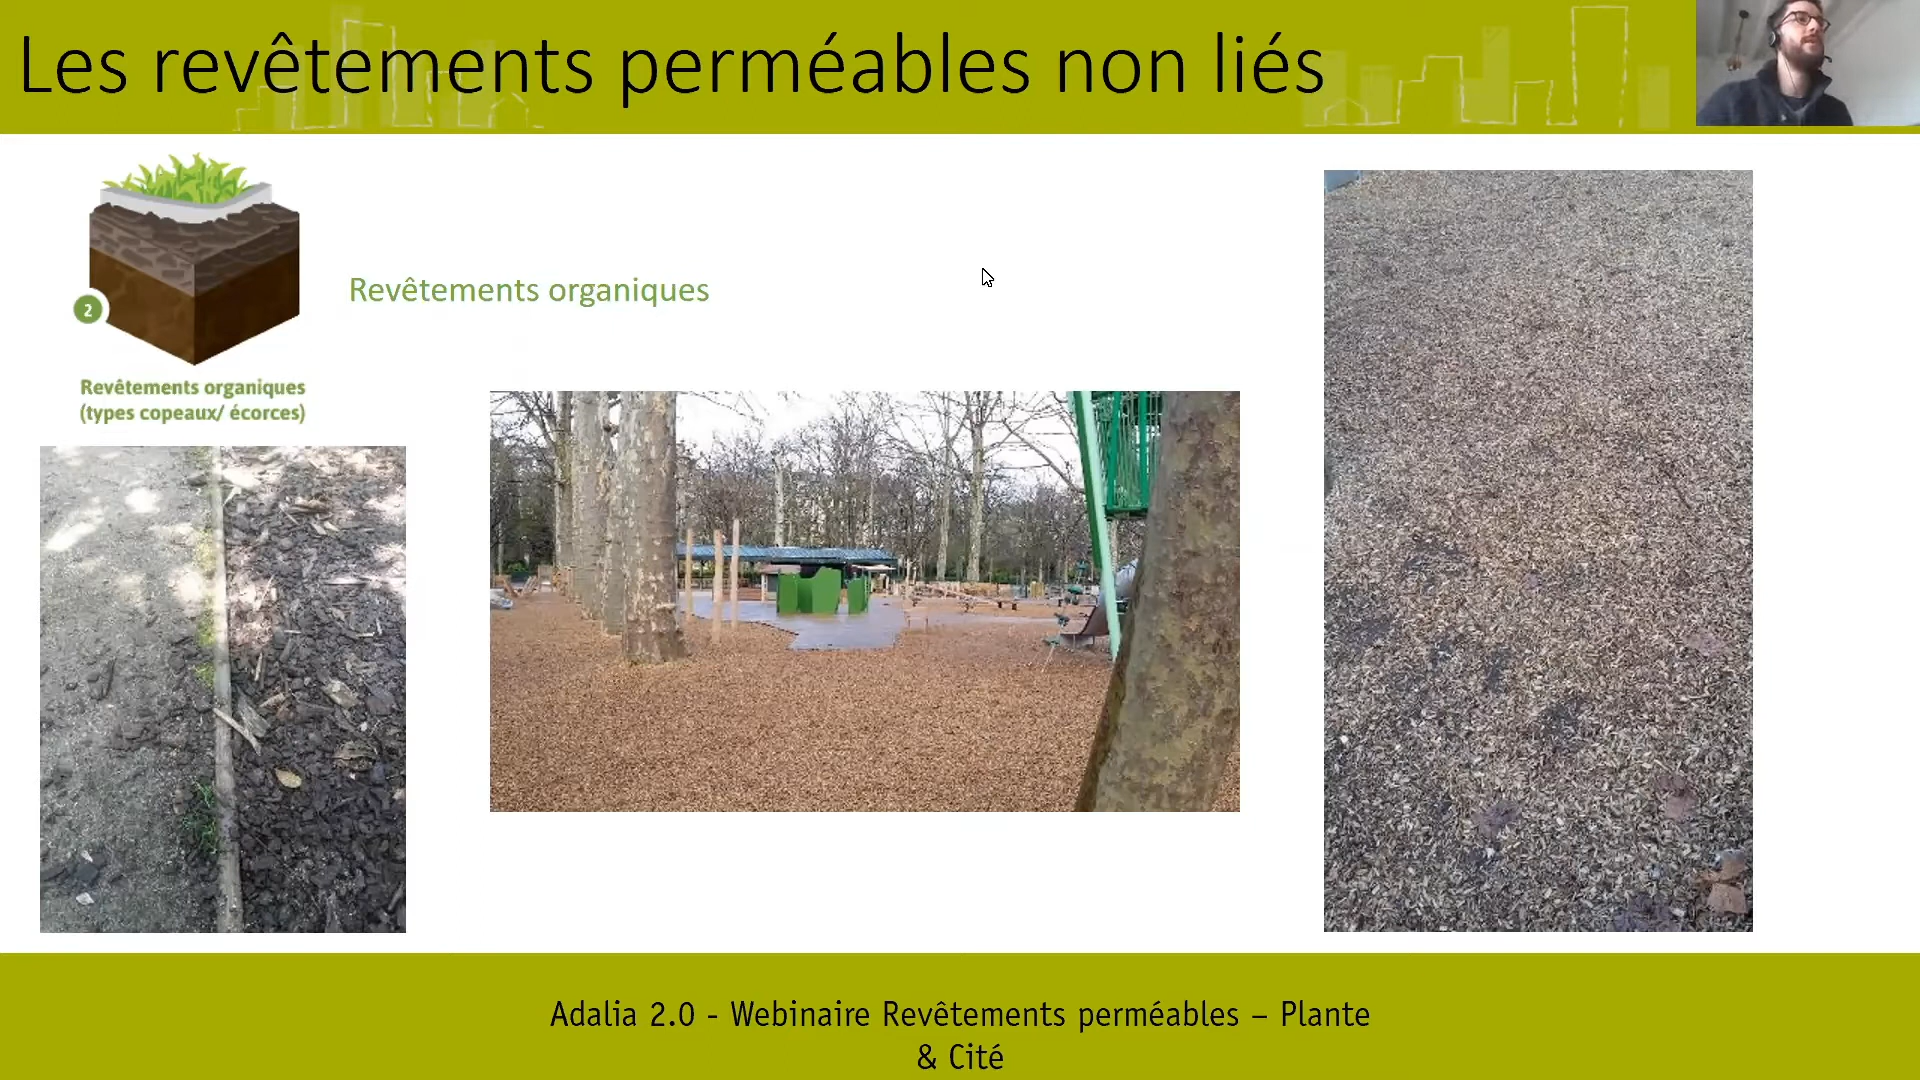 Les revêtements perméables non liés
2
Revêtements organiques
Revêtements organiques
(types copeaux/ écorces)
Adalia 2.0 - Webinaire Revêtements perméables – Plante
& Cité